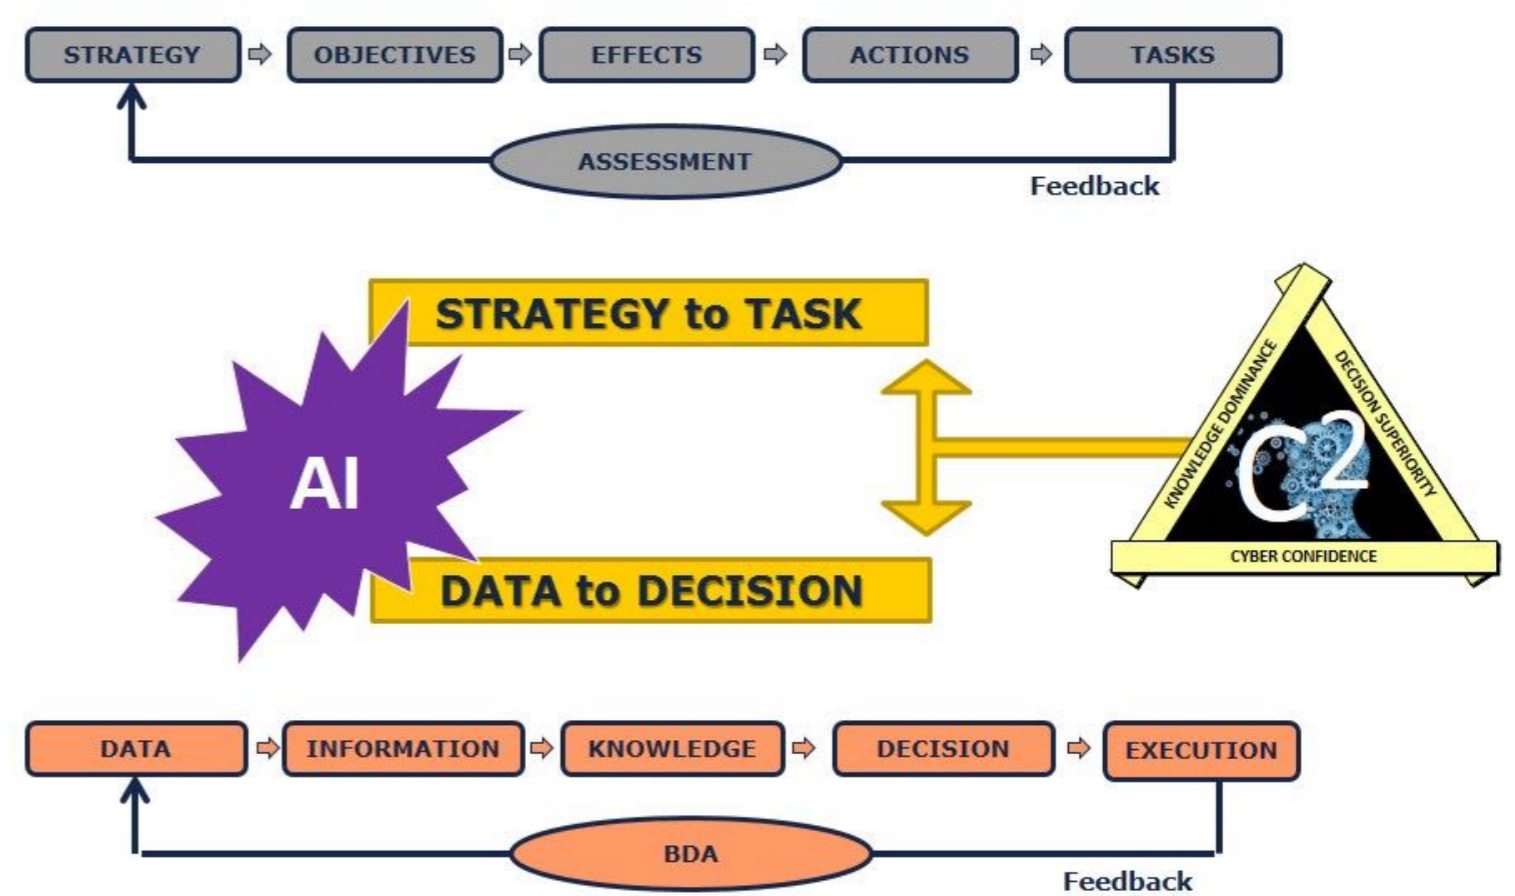 STRATEGY
OBJECTIVES
EFFECTS
ACTIONS
TASKS
ASSESSMENT
Feedback
STRATEGY to TASK
AI
KNOWLEDGE DOMINANCE
DECISION SUPERIORITY
C2
CYBER CONFIDENCE
DATA to DECISION
DATA
INFORMATION
KNOWLEDGE
DECISION
EXECUTION
BDA
Feedback